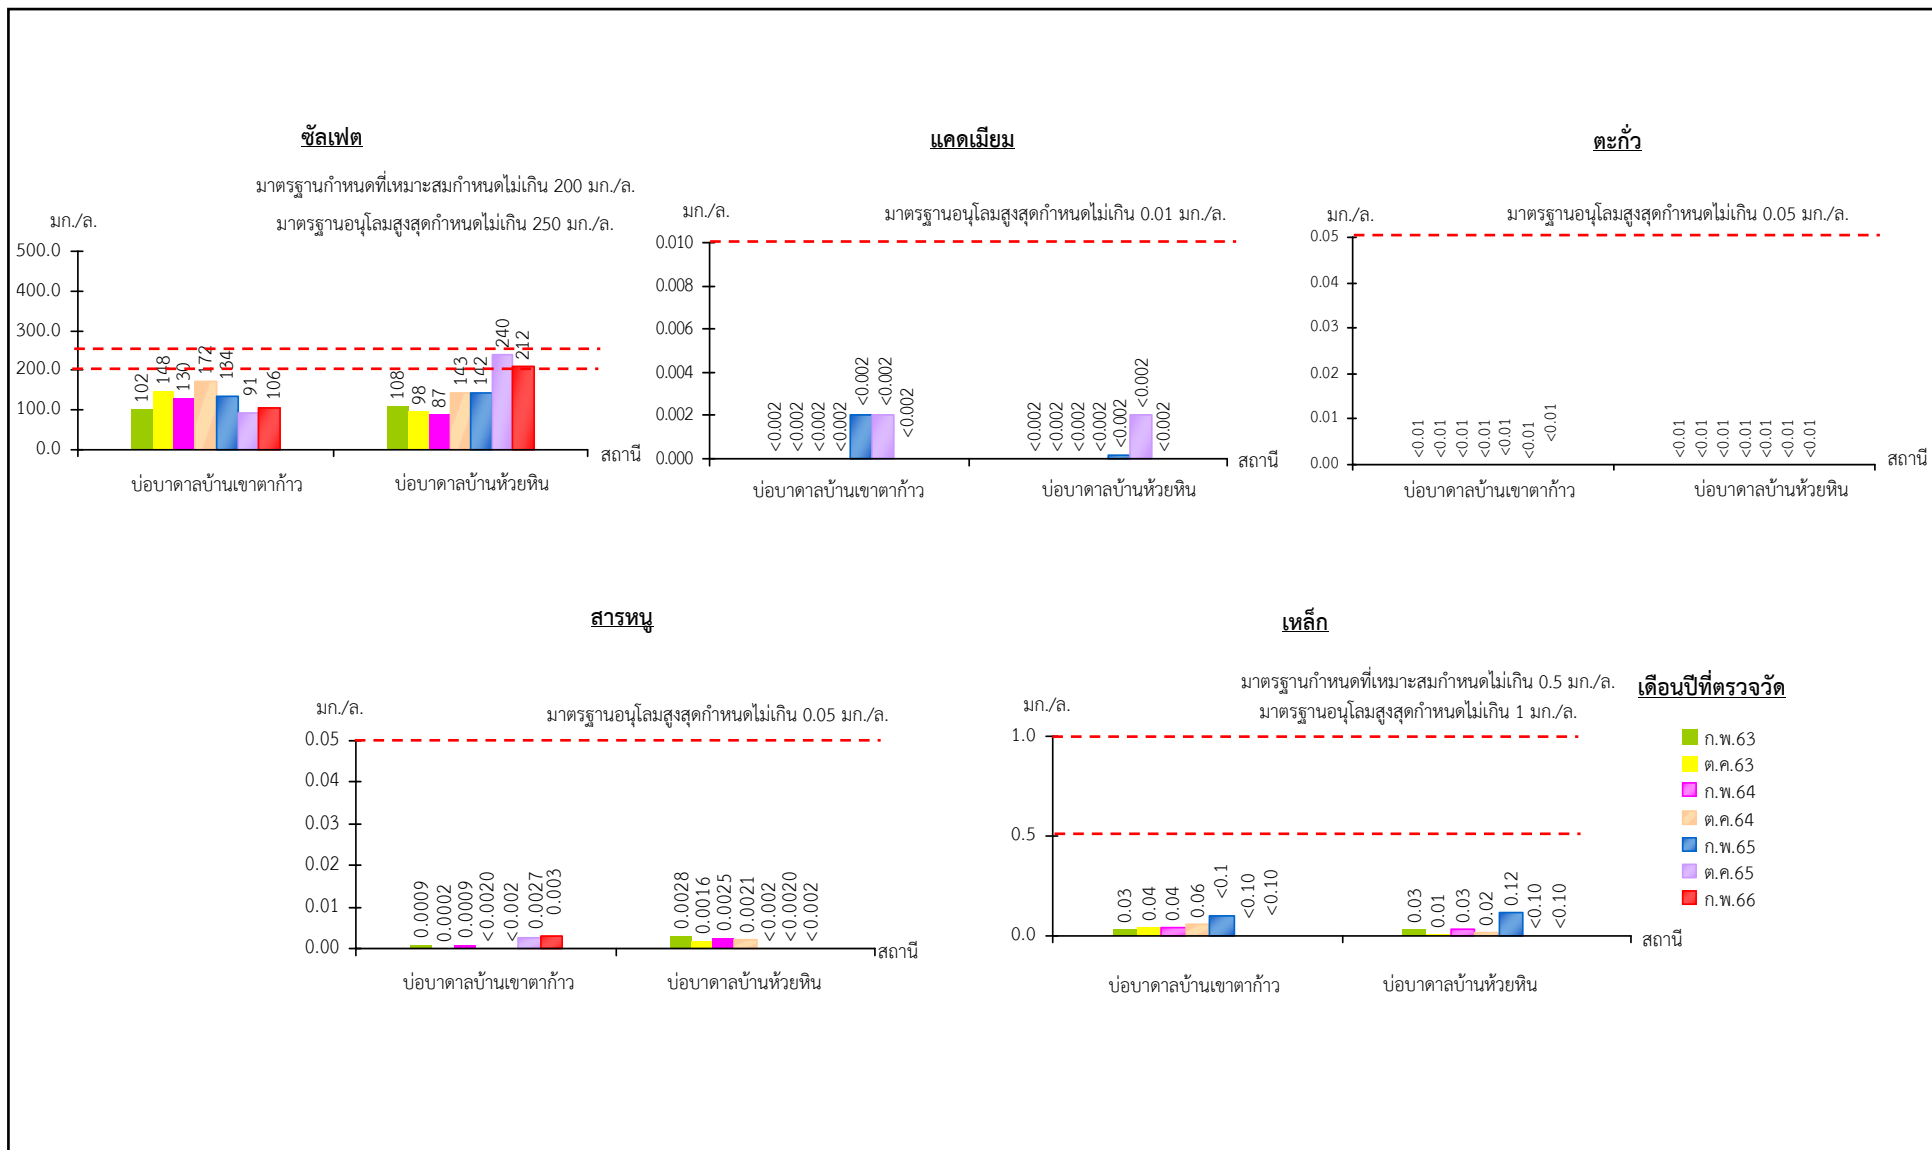 ซัลเฟต
มาตรฐานกำหนดที่เหมาะสมกำหนดไม่เกิน 200 มก./ล.
มก./ล.
มาตรฐานอนุโลมสูงสุดกำหนดไม่เกิน 250 มก./ล.
500.0
400.0
300.0
200.0
100.0
0.0
102
148
130
172
134
91
106
108
98
87
143
142
240
212
สถานี
บ่อบาดาลบ้านเขาตาก้าว
บ่อบาดาลบ้านห้วยหิน
แคดเมียม
มก./ล.
มาตรฐานอนุโลมสูงสุดกำหนดไม่เกิน 0.01 มก./ล.
0.010
0.008
0.006
0.004
0.002
0.000
<0.002
<0.002
<0.002
<0.002
<0.002
<0.002
<0.002
<0.002
<0.002
<0.002
<0.002
<0.002
<0.002
<0.002
สถานี
บ่อบาดาลบ้านเขาตาก้าว
บ่อบาดาลบ้านห้วยหิน
ตะกั่ว
มก./ล.
มาตรฐานอนุโลมสูงสุดกำหนดไม่เกิน 0.05 มก./ล.
0.05
0.04
0.03
0.02
0.01
0.00
<0.01
<0.01
<0.01
<0.01
<0.01
<0.01
<0.01
<0.01
<0.01
<0.01
<0.01
<0.01
<0.01
<0.01
สถานี
บ่อบาดาลบ้านเขาตาก้าว
บ่อบาดาลบ้านห้วยหิน
สารหนู
มก./ล.
มาตรฐานอนุโลมสูงสุดกำหนดไม่เกิน 0.05 มก./ล.
0.05
0.04
0.03
0.02
0.01
0.00
0.0009
0.0002
0.0009
<0.0020
<0.002
0.0027
0.003
0.0028
0.0016
0.0025
0.0021
<0.002
<0.0020
<0.002
สถานี
บ่อบาดาลบ้านเขาตาก้าว
บ่อบาดาลบ้านห้วยหิน
เหล็ก
มาตรฐานกำหนดที่เหมาะสมกำหนดไม่เกิน 0.5 มก./ล.
มก./ล.
มาตรฐานอนุโลมสูงสุดกำหนดไม่เกิน 1 มก./ล.
1.0
0.5
0.0
0.03
0.04
0.04
0.06
<0.1
<0.10
<0.10
0.03
0.01
0.03
0.02
0.12
<0.10
<0.10
สถานี
บ่อบาดาลบ้านเขาตาก้าว
บ่อบาดาลบ้านห้วยหิน
เดือนปีที่ตรวจวัด
ก.พ.63
ต.ค.63
ก.พ.64
ต.ค.64
ก.พ.65
ต.ค.65
ก.พ.66